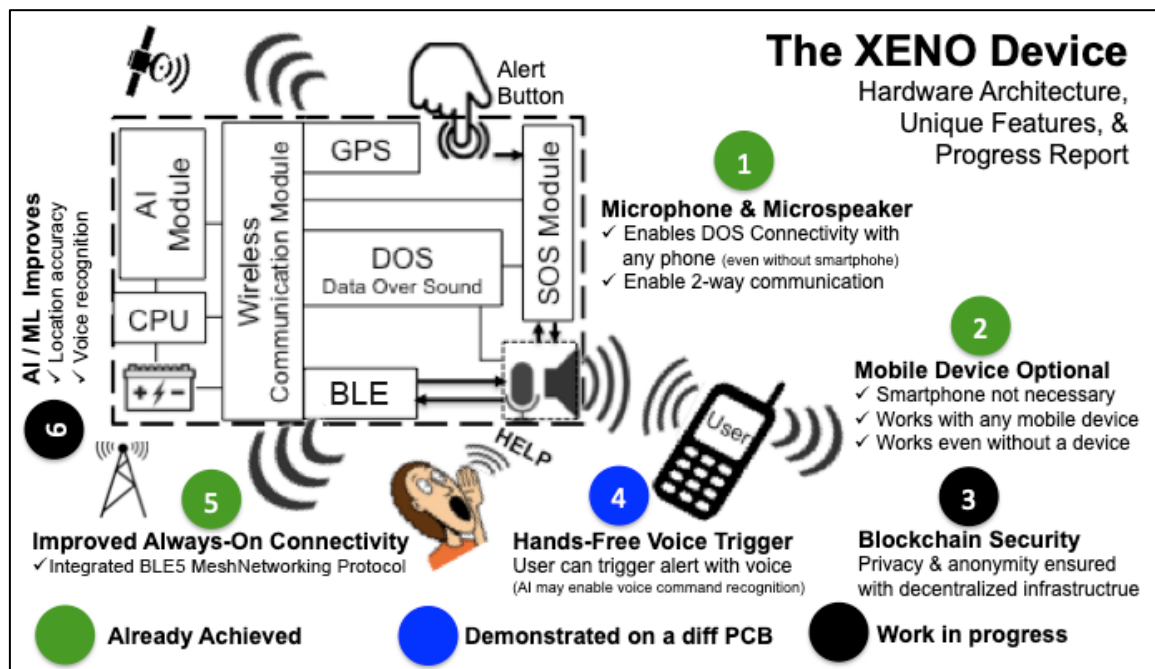 The XENO Device
Hardware Architecture,
Unique Features, &
Progress Report
Alert
Button
AI
Module
CPU
Wireless
Communication Module
GPS
DOS
Data Over Sound
BLE
SOS Module
HELP
User
1
Microphone & Microspeaker
✓ Enables DOS Connectivity with
any phone (even without smartphohe)
✓ Enable 2-way communication
2
Mobile Device Optional
✓ Smartphone not necessary
✓ Works with any mobile device
✓ Works even without a device
3
Blockchain Security
Privacy & anonymity ensured
with decentralized infrastructrue
4
Hands-Free Voice Trigger
User can trigger alert with voice
(AI may enable voice command recognition)
5
Improved Always-On Connectivity
✓Integrated BLE5 MeshNetworking Protocol
6
AI / ML Improves
✓ Location accuracy
✓ Voice recognition
Already Achieved
Demonstrated on a diff PCB
Work in progress